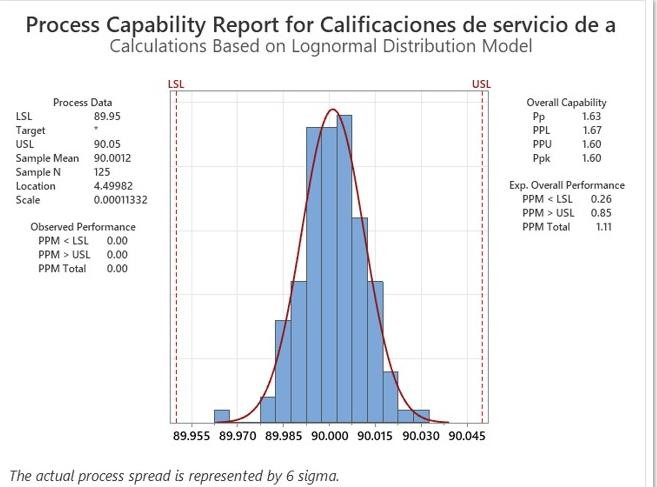 Process Capability Report for Calificaciones de servicio de a
Calculations Based on Lognormal Distribution Model
LSL
USL
Process Data
LSL 89.95
Target *
USL 90.05
Sample Mean 90.0012
Sample N 125
Location 4.49982
Scale 0.00011332
Observed Performance
PPM < LSL 0.00
PPM > USL 0.00
PPM Total 0.00
Overall Capability
Pp 1.63
PPL 1.67
PPU 1.60
Ppk 1.60
Exp. Overall Performance
PPM < LSL 0.26
PPM > USL 0.85
PPM Total 1.11
89.955 89.970 89.985 90.000 90.015 90.030 90.045
The actual process spread is represented by 6 sigma.